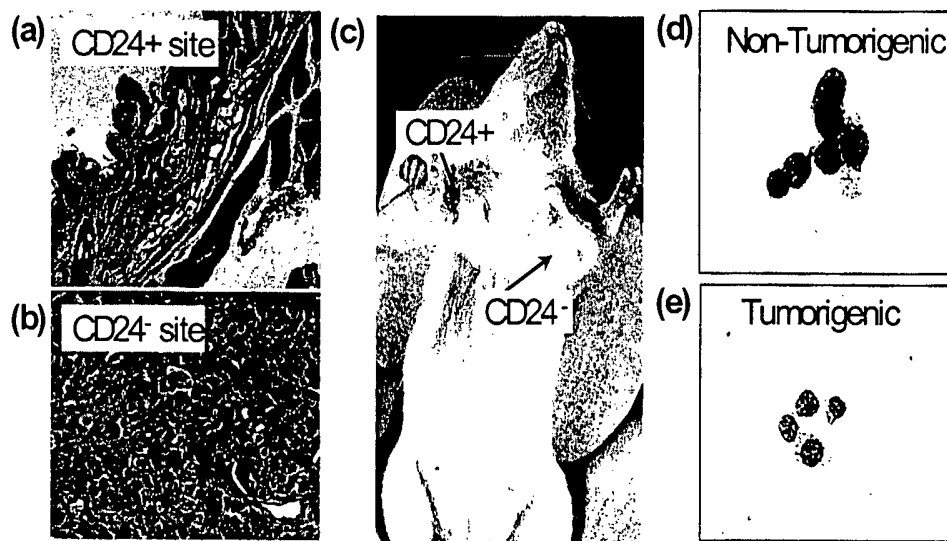 (a)
CD24+ site
(b)
CD24- site
(c)
CD24+
CD24-
(d)
Non-Tumorigenic
(e)
Tumorigenic